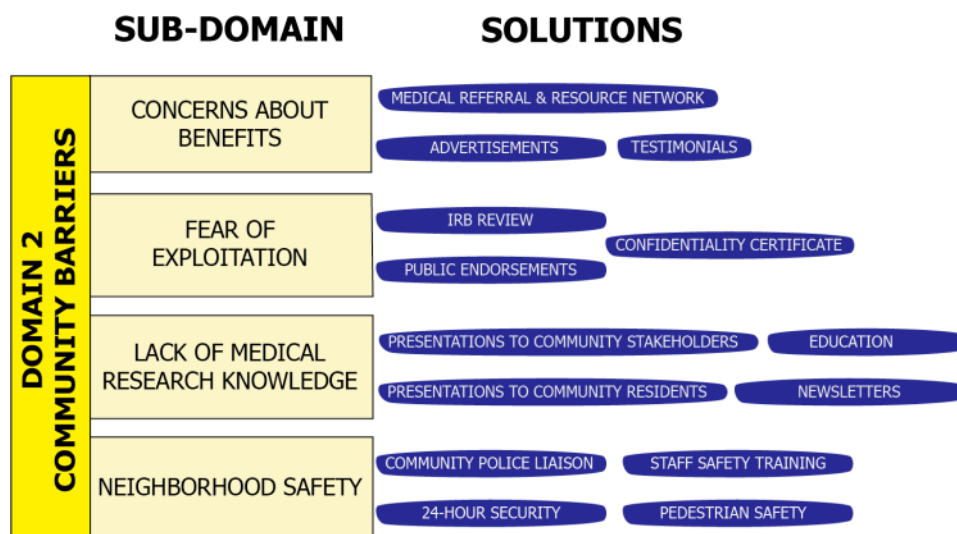 SUB-DOMAIN
SOLUTIONS
DOMAIN 2
COMMUNITY BARRIERS
CONCERNS ABOUT
BENEFITS
MEDICAL REFERRAL & RESOURCE NETWORK
ADVERTISEMENTS
TESTIMONIALS
FEAR OF
EXPLOITATION
IRB REVIEW
CONFIDENTIALITY CERTIFICATE
PUBLIC ENDORSEMENTS
LACK OF MEDICAL
RESEARCH KNOWLEDGE
PRESENTATIONS TO COMMUNITY STAKEHOLDERS
EDUCATION
PRESENTATIONS TO COMMUNITY RESIDENTS
NEWSLETTERS
NEIGHBORHOOD SAFETY
COMMUNITY POLICE LIAISON
STAFF SAFETY TRAINING
24-HOUR SECURITY
PEDESTRIAN SAFETY